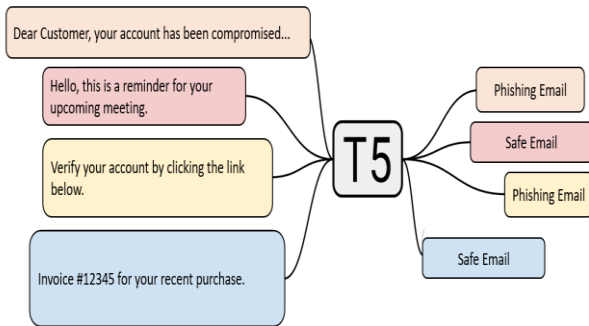 Dear Customer, your account has been compromised...
Hello, this is a reminder for your
upcoming meeting.
Verify your account by clicking the link
below.
Invoice #12345 for your recent purchase.
T5
Phishing Email
Safe Email
Phishing Email
Safe Email